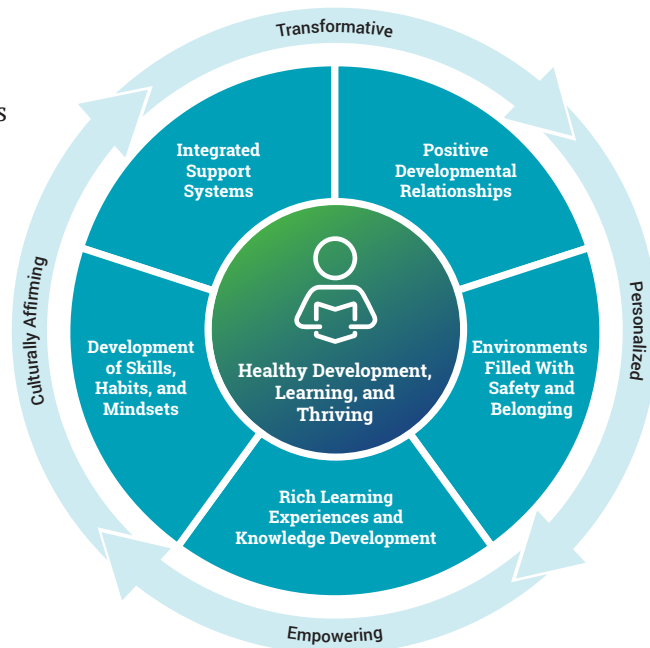 Transformative
s
Integrated
Support
Systems
Positive
Developmental
Relationships
Culturally Affirming
Personalized
Development
of Skills,
Habits, and
Mindsets
Healthy Development,
Learning, and
Thriving
Environments
Filled With
Safety and
Belonging
Rich Learning
Experiences and
Knowledge Development
Empowering